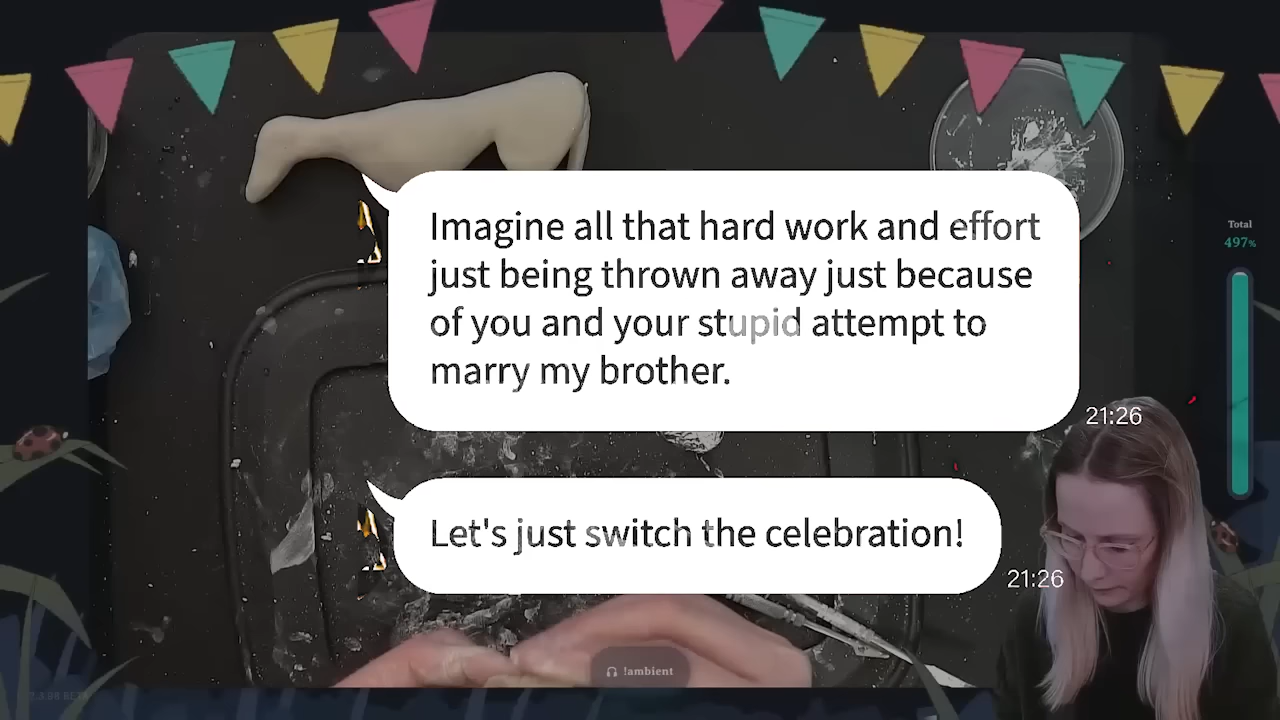 Total
497%
Imagine all that hard work and effort
just being thrown away just because
of you and your stupid attempt to
marry my brother.
21:26
Let's just switch the celebration!
21:26
!ambient